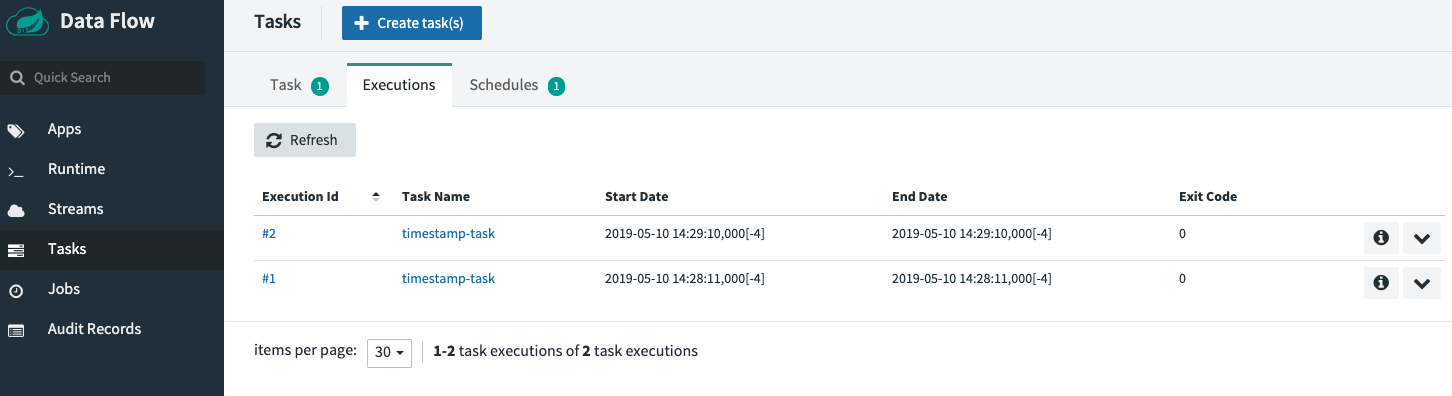 Data Flow
Quick Search
Apps
Runtime
Streams
Tasks
Jobs
Audit Records
Tasks Create task(s)
Task 1 Executions Schedules 1
Refresh
Execution Id Task Name Start Date End Date Exit Code
#2 timestamp-task 2019-05-10 14:29:10,000[-4] 2019-05-10 14:29:10,000[-4] 0
#1 timestamp-task 2019-05-10 14:28:11,000[-4] 2019-05-10 14:28:11,000[-4] 0
items per page: 30 1-2 task executions of 2 task executions